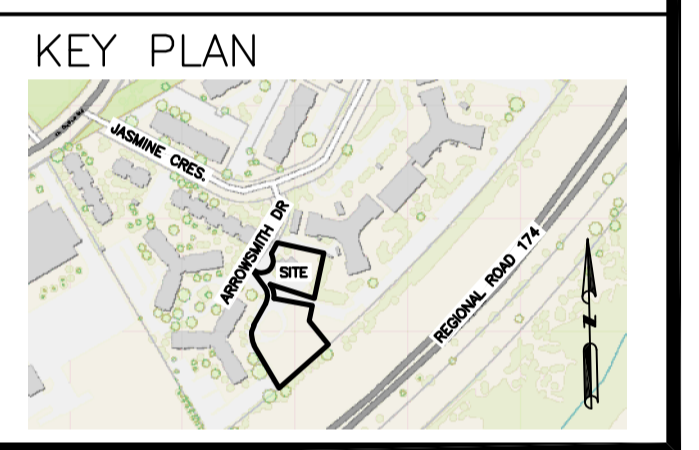 KEY PLAN
JASMINE CRES.
ARROWSMITH DR
SITE
REGIONAL ROAD 174
N